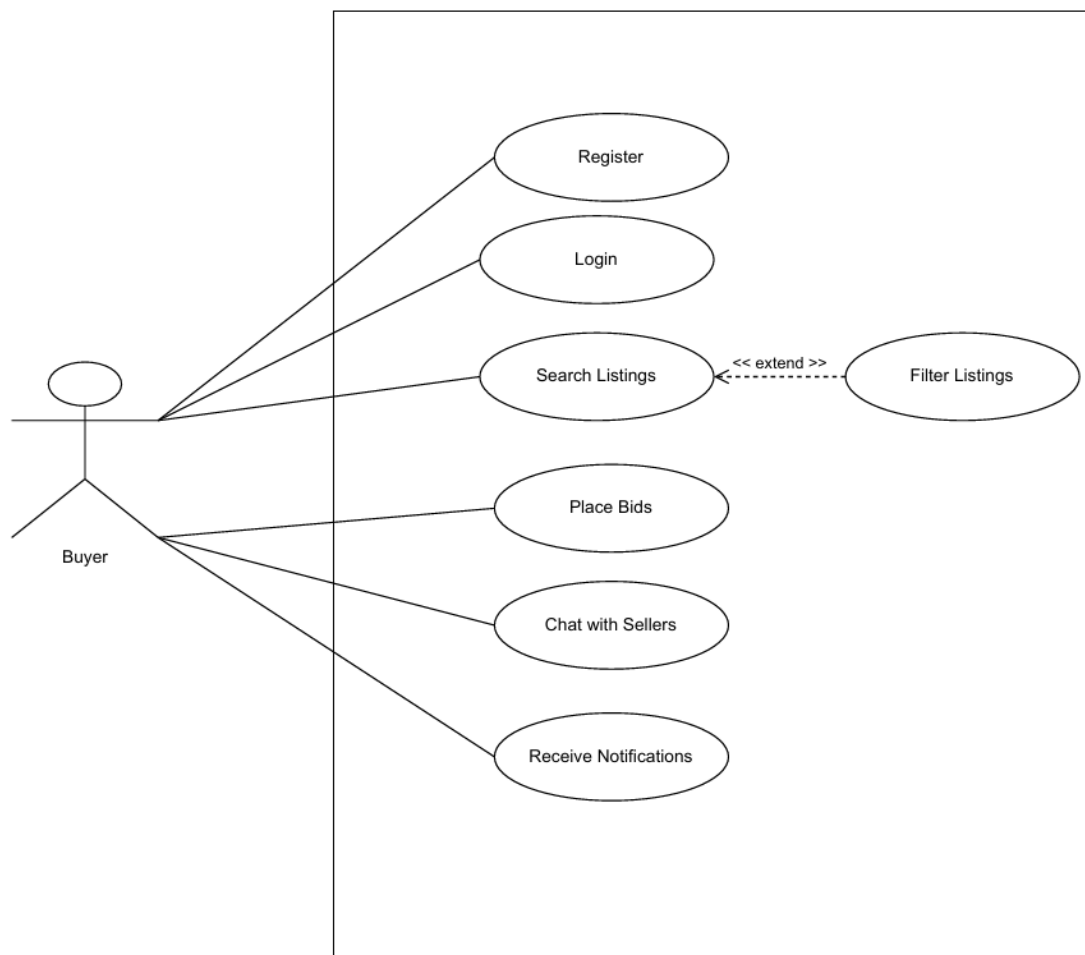 Register
Login
Search Listings
<< extend >>
Filter Listings
Place Bids
Buyer
Chat with Sellers
Receive Notifications